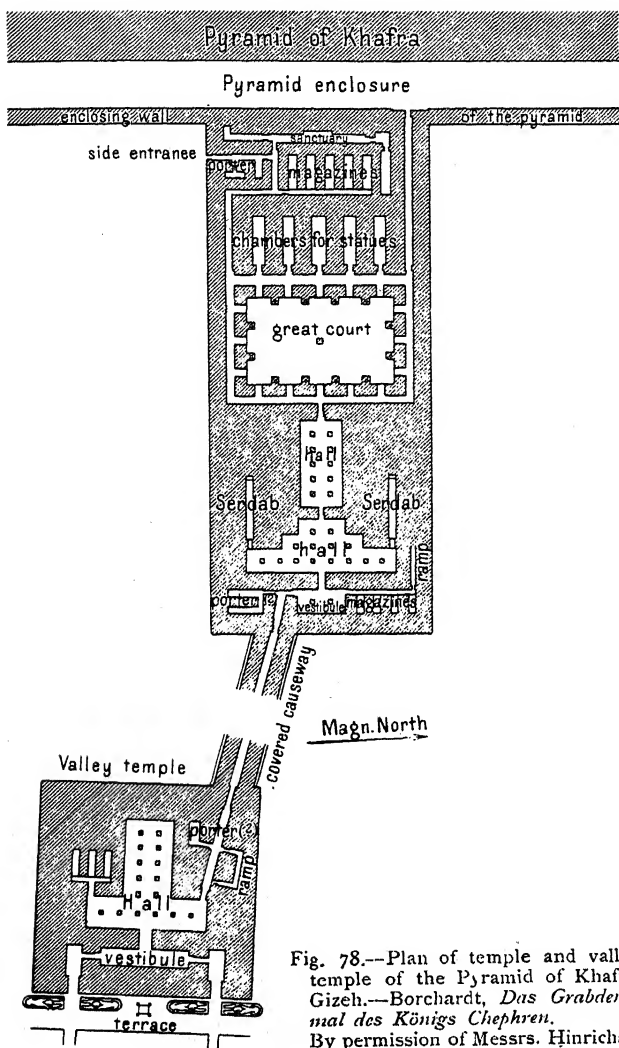 Pyramid of Khafra
Pyramid enclosure
enclosing wall
of the pyramid
sanctuary
side entrance
porter
magazines
chambers for statues
great court
hall
Serdab
Serdab
hall
ramp
porter (?)
vestibule
magazines
covered causeway
Magn. North
Valley temple
porter (?)
ramp
Hall
vestibule
terrace
Fig. 78.—Plan of temple and vall
temple of the Pyramid of Khaf
Gizeh.—Borchardt, Das Grabden
mal des Königs Chephren.
By permission of Messrs. Hinrichs